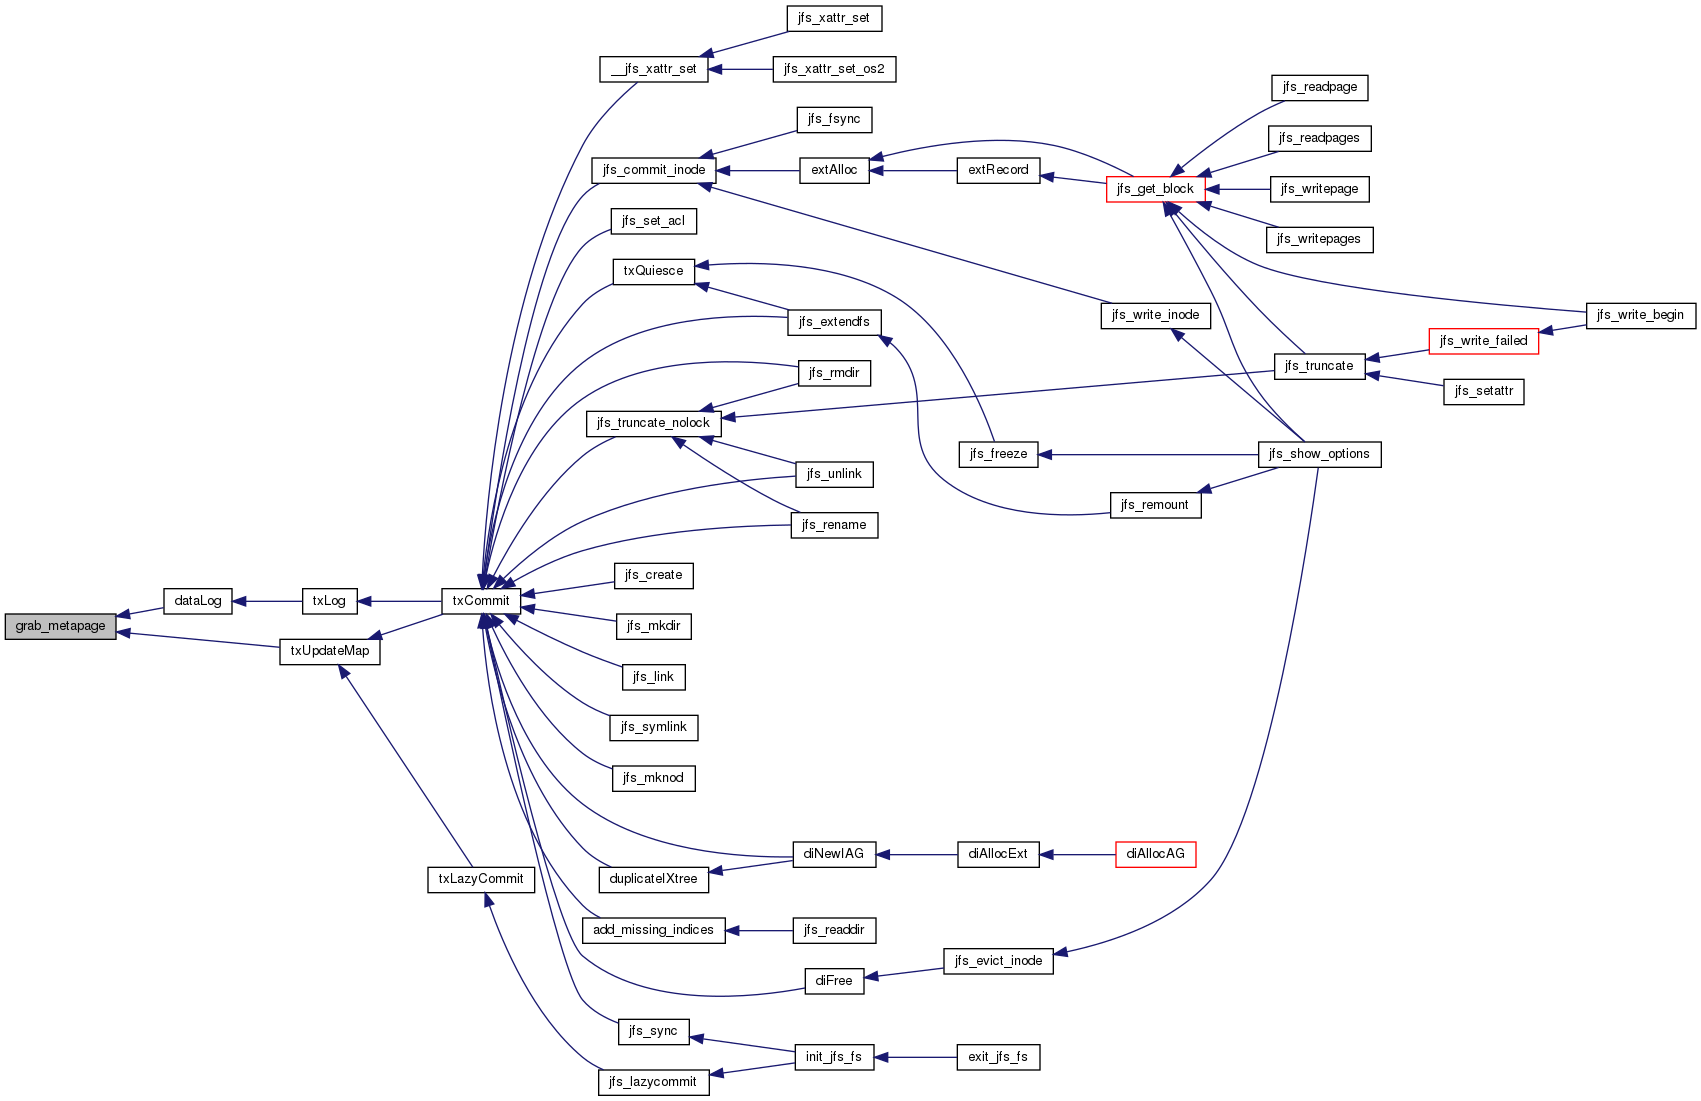 jfs_xattr_set
__jfs_xattr_set
jfs_xattr_set_os2
jfs_readpage
jfs_fsync
jfs_readpages
jfs_commit_inode
extAlloc
extRecord
jfs_get_block
jfs_writepage
jfs_set_acl
jfs_writepages
txQuiesce
jfs_extendfs
jfs_write_inode
jfs_write_begin
jfs_write_failed
jfs_rmdir
jfs_truncate
jfs_setattr
jfs_truncate_nolock
jfs_freeze
jfs_show_options
jfs_unlink
jfs_remount
jfs_rename
jfs_create
dataLog
txLog
txCommit
grab_metapage
jfs_mkdir
txUpdateMap
jfs_link
jfs_symlink
jfs_mknod
diNewIAG
diAllocExt
diAllocAG
txLazyCommit
duplicateIXtree
add_missing_indices
jfs_readdir
jfs_evict_inode
diFree
jfs_sync
init_jfs_fs
exit_jfs_fs
jfs_lazycommit